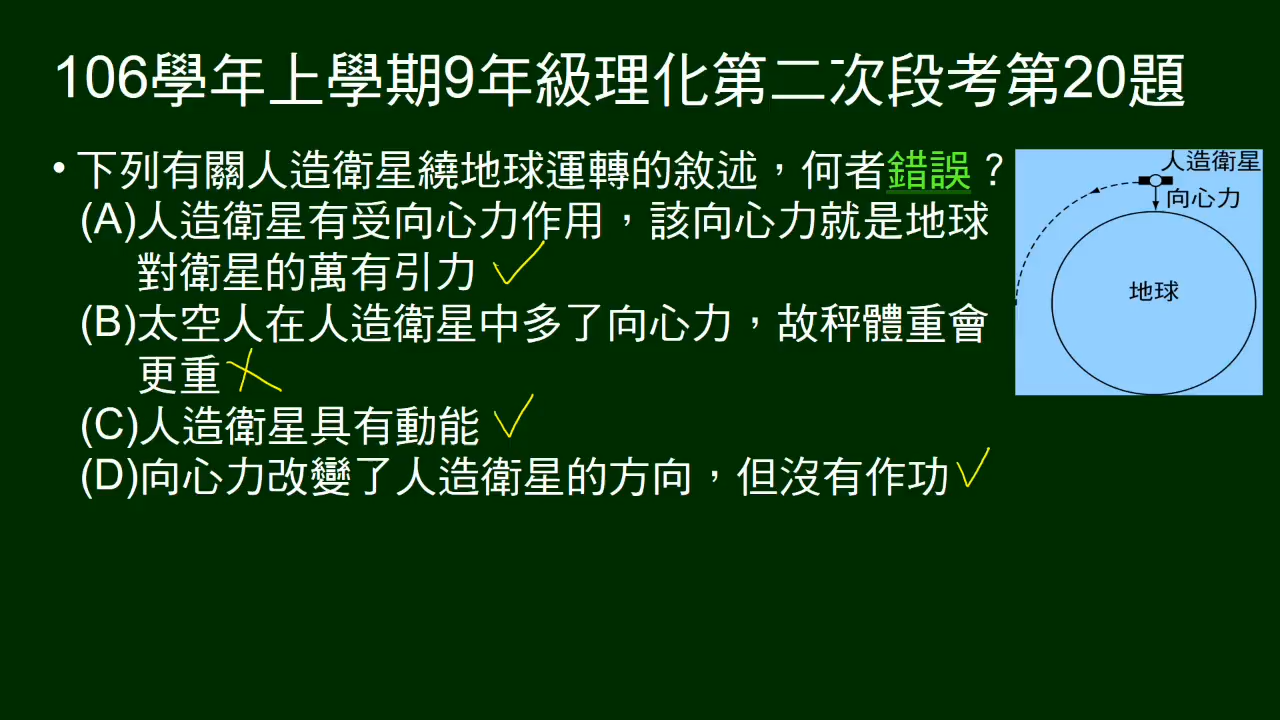 106學年上學期9年級理化第二次段考第20題
• 下列有關人造衛星繞地球運轉的敘述，何者錯誤？
(A)人造衛星有受向心力作用，該向心力就是地球
對衛星的萬有引力
(B)太空人在人造衛星中多了向心力，故秤體重會
更重
(C)人造衛星具有動能
(D)向心力改變了人造衛星的方向，但沒有作功
人造衛星
向心力
地球